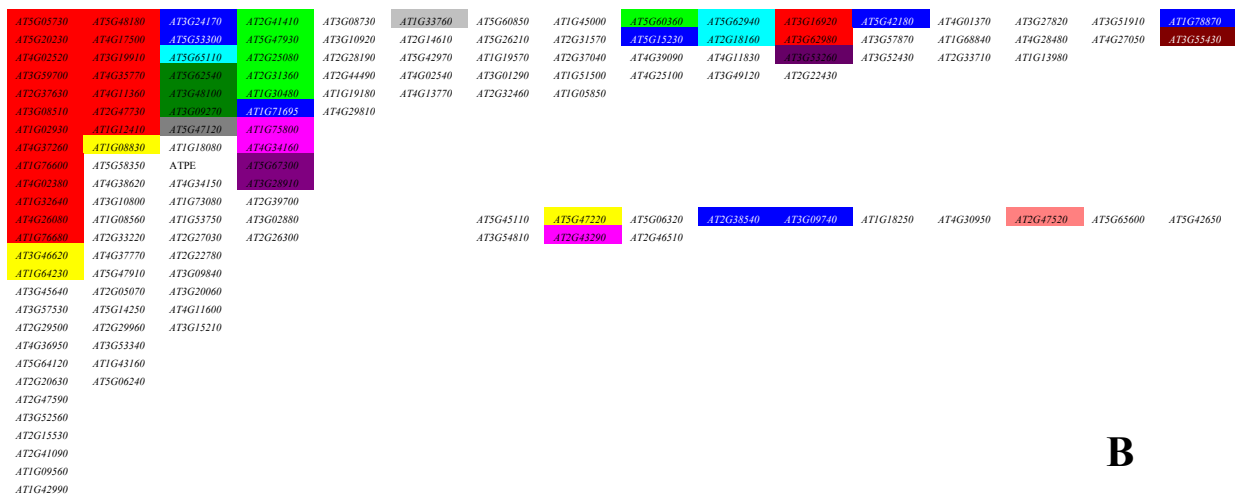 AT5G05730 AT5G48180 AT3G24170 AT2G41410 AT3G08730 AT1G33760 AT5G60850 AT1G45000 AT5G60360 AT5G62940 AT3G16920 AT5G42180 AT4G01370 AT3G27820 AT3G51910 AT1G78870
AT5G20230 AT4G17500 AT5G53300 AT5G47930 AT3G10920 AT2G14610 AT5G26210 AT2G31570 AT5G15230 AT2G18160 AT3G62980 AT3G57870 AT1G68840 AT4G28480 AT4G27050 AT3G55430
AT4G02520 AT3G19910 AT5G65110 AT2G25080 AT2G28190 AT5G42970 AT1G19570 AT2G37040 AT4G39090 AT4G11830 AT3G53260 AT3G52430 AT2G33710 AT1G13980
AT3G59700 AT4G35770 AT5G62540 AT2G31360 AT2G44490 AT4G02540 AT3G01290 AT1G51500 AT4G25100 AT3G49120 AT2G22430
AT2G37630 AT4G11360 AT3G48100 AT1G30480 AT1G19180 AT4G13770 AT2G32460 AT1G05850
AT3G08510 AT2G47730 AT3G09270 AT1G71695 AT4G29810
AT1G02930 AT1G12410 AT5G47120 AT1G75800
AT4G37260 AT1G08830 AT1G18080 AT4G34160
AT1G76600 AT5G58350 ATPE AT5G67300
AT4G02380 AT4G38620 AT4G34150 AT3G28910
AT1G32640 AT3G10800 AT1G73080 AT2G39700
AT4G26080 AT1G08560 AT1G53750 AT3G02880 AT5G45110 AT5G47220 AT5G06320 AT2G38540 AT3G09740 AT1G18250 AT4G30950 AT2G47520 AT5G65600 AT5G42650
AT1G76680 AT2G33220 AT2G27030 AT2G26300 AT3G54810 AT2G43290 AT2G46510
AT3G46620 AT4G37770 AT2G22780
AT1G64230 AT5G47910 AT3G09840
AT3G45640 AT2G05070 AT3G20060
AT3G57530 AT5G14250 AT4G11600
AT2G29500 AT2G29960 AT3G15210
AT4G36950 AT3G53340
AT5G64120 AT1G43160
AT2G20630 AT5G06240
AT2G47590
AT3G52560
AT2G15530
AT2G41090
AT1G09560
AT1G42990
B